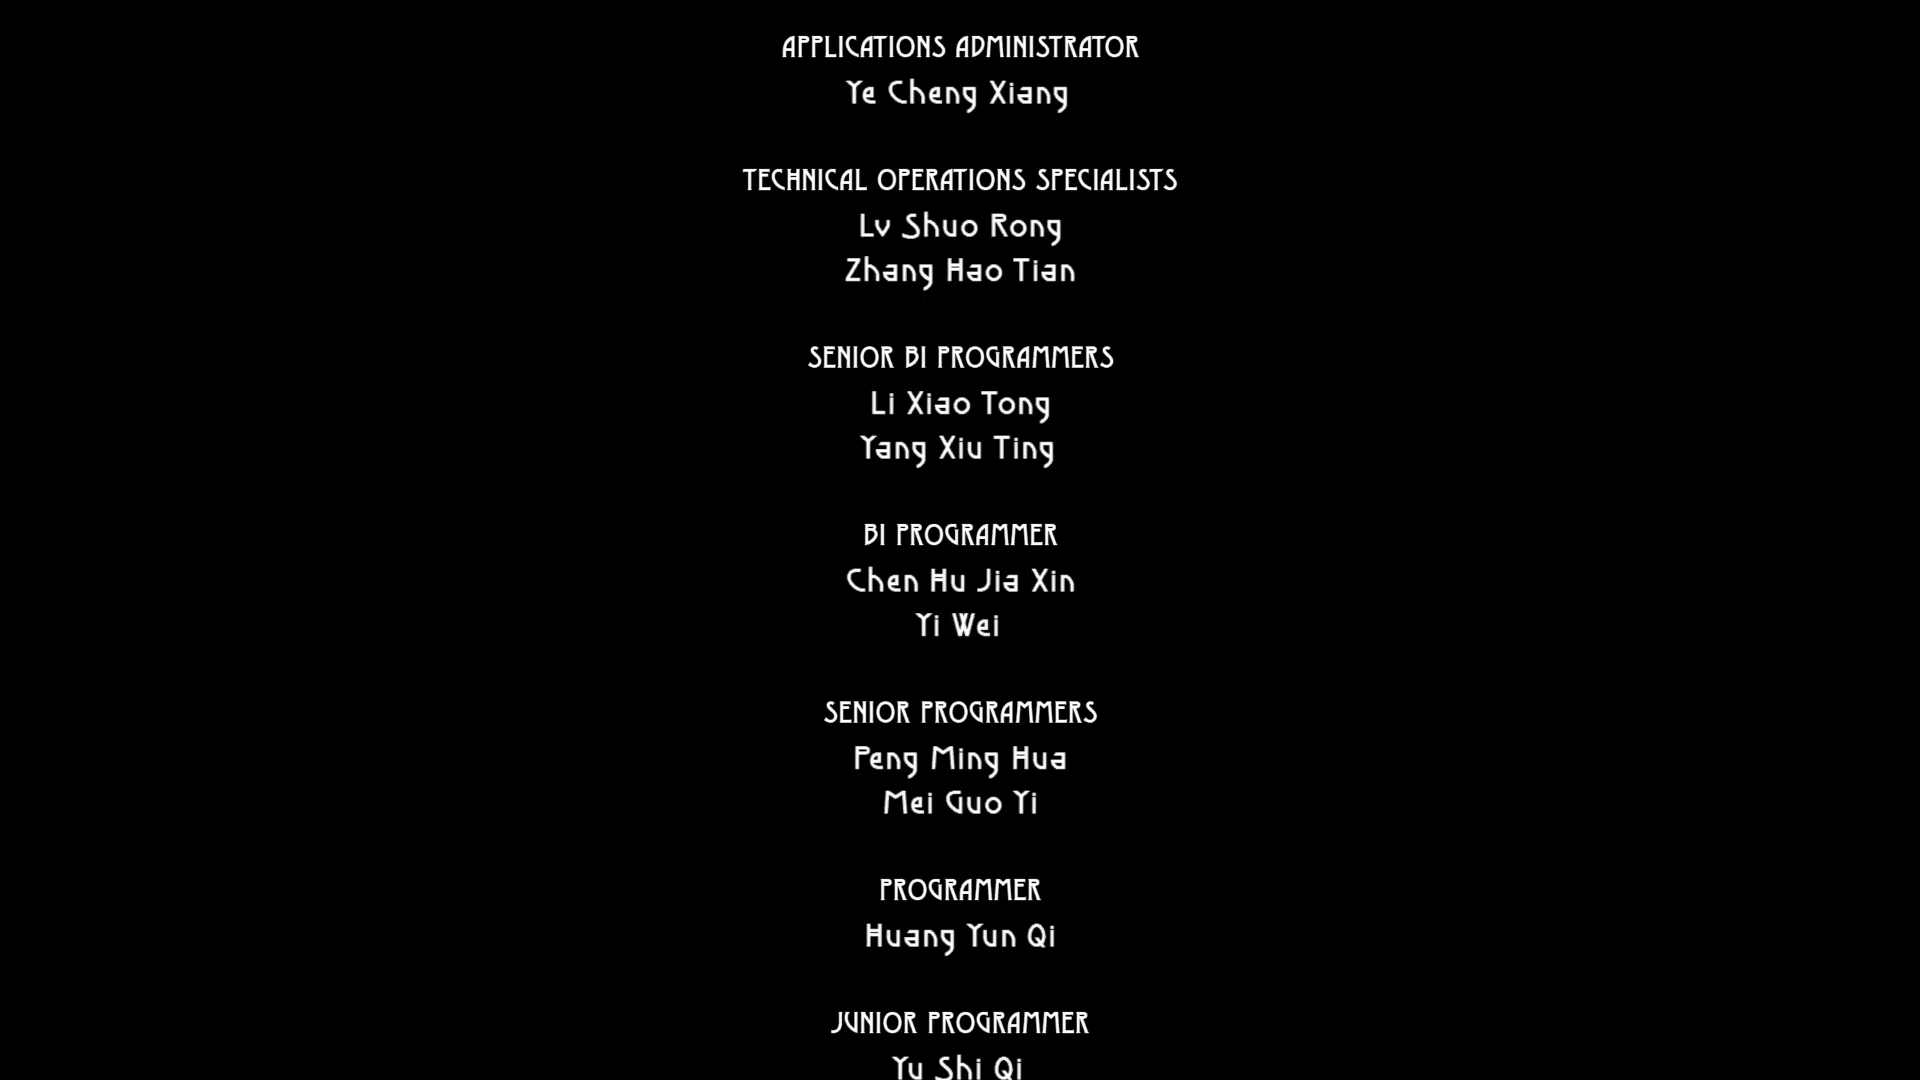 APPLICATIONS ADMINISTRATOR
Ye Cheng Xiang
TECHNICAL OPERATIONS SPECIALISTS
Lv Shuo Rong
Zhang Hao Tian
SENIOR BI PROGRAMMERS
Li Xiao Tong
Yang Xiu Ting
BI PROGRAMMER
Chen Hu Jia Xin
Yi Wei
SENIOR PROGRAMMERS
Peng Ming Hua
Mei Guo Yi
PROGRAMMER
Huang Yun Qi
JUNIOR PROGRAMMER
Yu Shi Qi